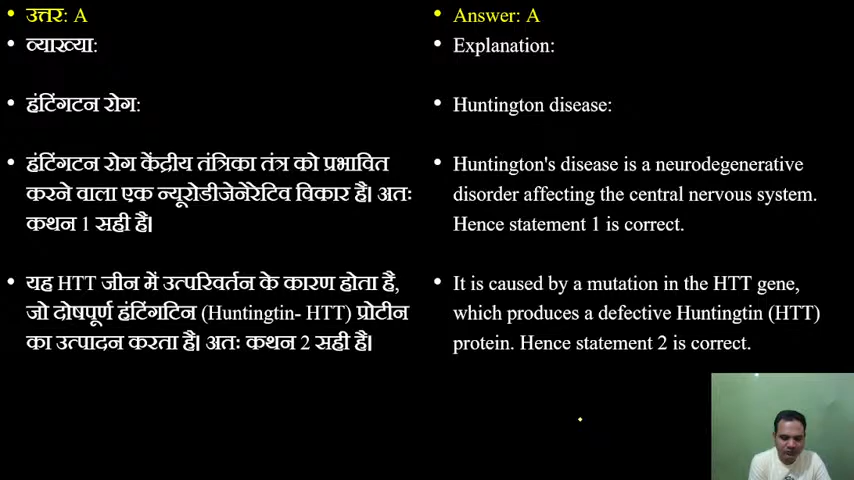 • उत्तर: A
• व्याख्या:
• हंटिंगटन रोग:
• हंटिंगटन रोग केंद्रीय तंत्रिका तंत्र को प्रभावित
करने वाला एक न्यूरोडीजेनेरेटिव विकार है। अतः
कथन 1 सही है।
• यह HTT जीन में उत्परिवर्तन के कारण होता है,
जो दोषपूर्ण हंटिंगटिन (Huntingtin- HTT) प्रोटीन
का उत्पादन करता है। अतः कथन 2 सही है।
• Answer: A
• Explanation:
• Huntington disease:
• Huntington's disease is a neurodegenerative
disorder affecting the central nervous system.
Hence statement 1 is correct.
• It is caused by a mutation in the HTT gene,
which produces a defective Huntingtin (HTT)
protein. Hence statement 2 is correct.